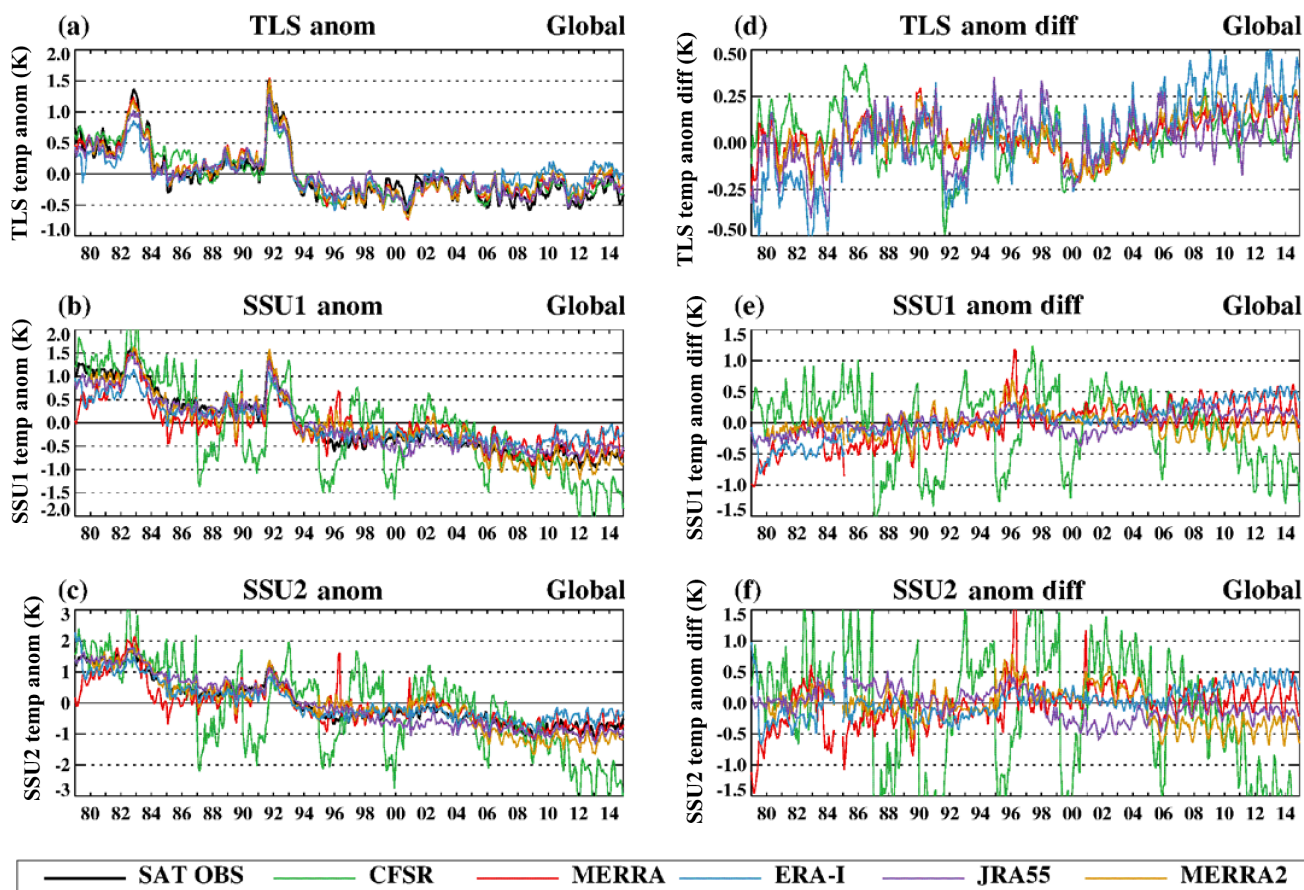 (a) TLS anom Global
TLS temp anom (K)
2.0
1.5
1.0
0.5
0.0
-0.5
-1.0
80 82 84 86 88 90 92 94 96 98 00 02 04 06 08 10 12 14
(d) TLS anom diff Global
TLS temp anom diff (K)
0.50
0.25
0.00
-0.25
-0.50
80 82 84 86 88 90 92 94 96 98 00 02 04 06 08 10 12 14
(b) SSU1 anom Global
SSU1 temp anom (K)
2.0
1.5
1.0
0.5
0.0
-0.5
-1.0
-1.5
-2.0
80 82 84 86 88 90 92 94 96 98 00 02 04 06 08 10 12 14
(e) SSU1 anom diff Global
SSU1 temp anom diff (K)
1.5
1.0
0.5
0.0
-0.5
-1.0
-1.5
80 82 84 86 88 90 92 94 96 98 00 02 04 06 08 10 12 14
(c) SSU2 anom Global
SSU2 temp anom (K)
3
2
1
0
-1
-2
-3
80 82 84 86 88 90 92 94 96 98 00 02 04 06 08 10 12 14
(f) SSU2 anom diff Global
SSU2 temp anom diff (K)
1.5
1.0
0.5
0.0
-0.5
-1.0
-1.5
80 82 84 86 88 90 92 94 96 98 00 02 04 06 08 10 12 14
SAT OBS CFSR MERRA ERA-I JRA55 MERRA2